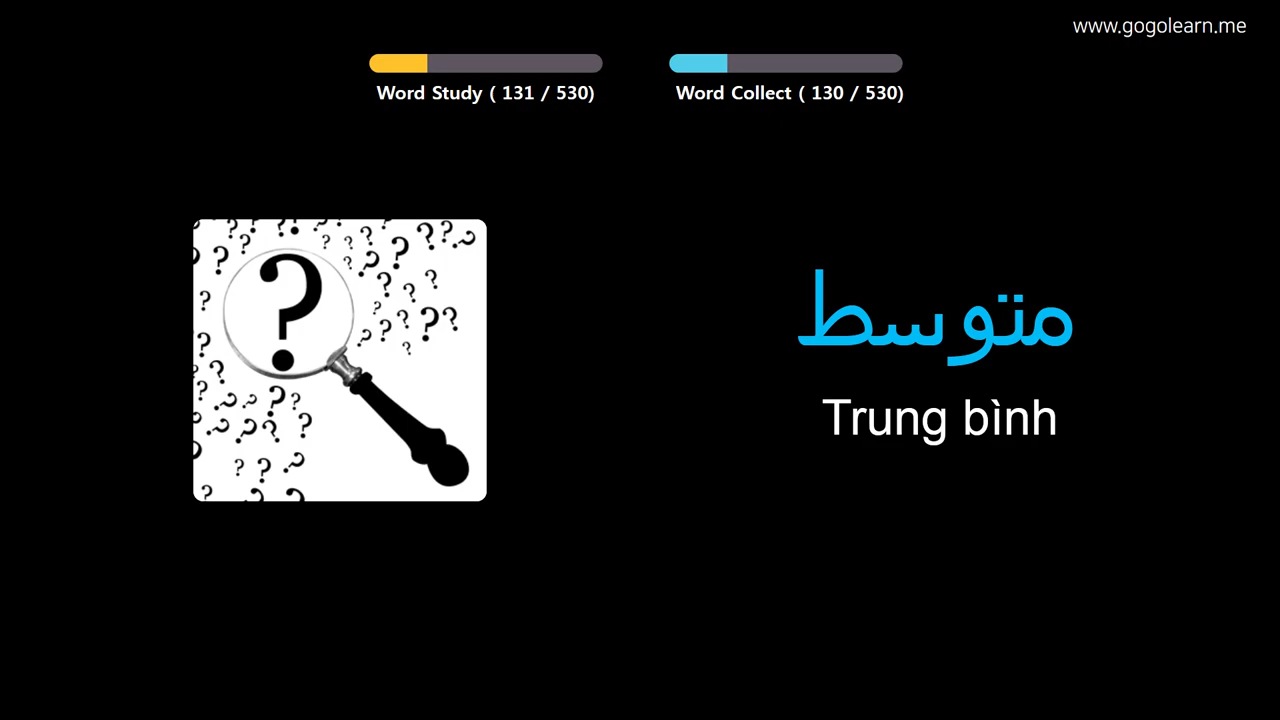 www.gogolearn.me
Word Study ( 131 / 530)
Word Collect ( 130 / 530)
متوسط
Trung bình